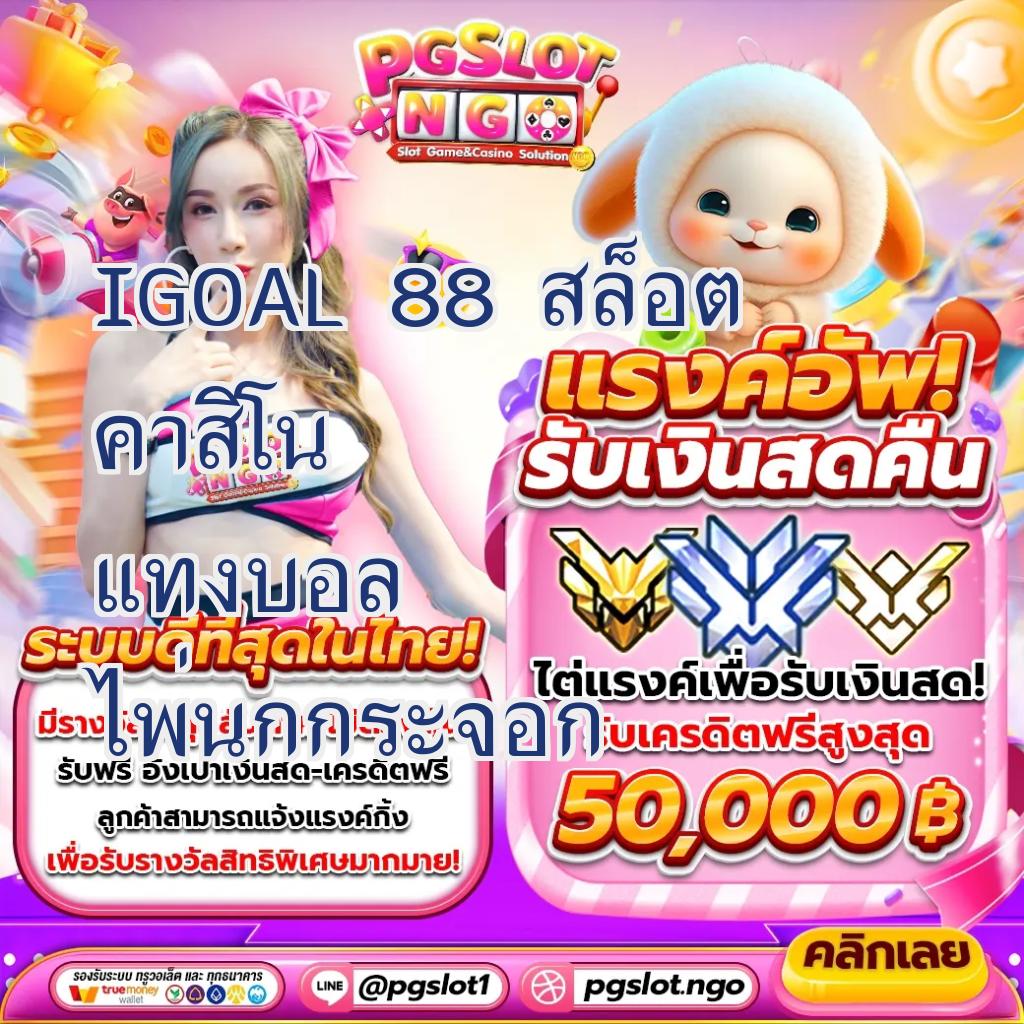 PGSLOT
NGO
Slot Game&Casino Solution
IGOAL 88 สล็อต
คาสิโน
แทงบอล
ไพ่นกกระจอก
แรงค์อัพ!
รับเงินสดคืน
ระบบดีที่สุดในไทย!
รับฟรี อั่งเปาเงินสด-เครดิตฟรี
ลูกค้าสามารถแจ้งแรงค์กิ้ง
เพื่อรับรางวัลสิทธิพิเศษมากมาย!
ไต่แรงค์เพื่อรับเงินสด!
รับเครดิตฟรีสูงสุด
50,000 ฿
คลิกเลย
รองรับระบบ ทรูวอเล็ต และ ทุกธนาคาร
truemoney
wallet
LINE @pgslot1
pgslot.ngo